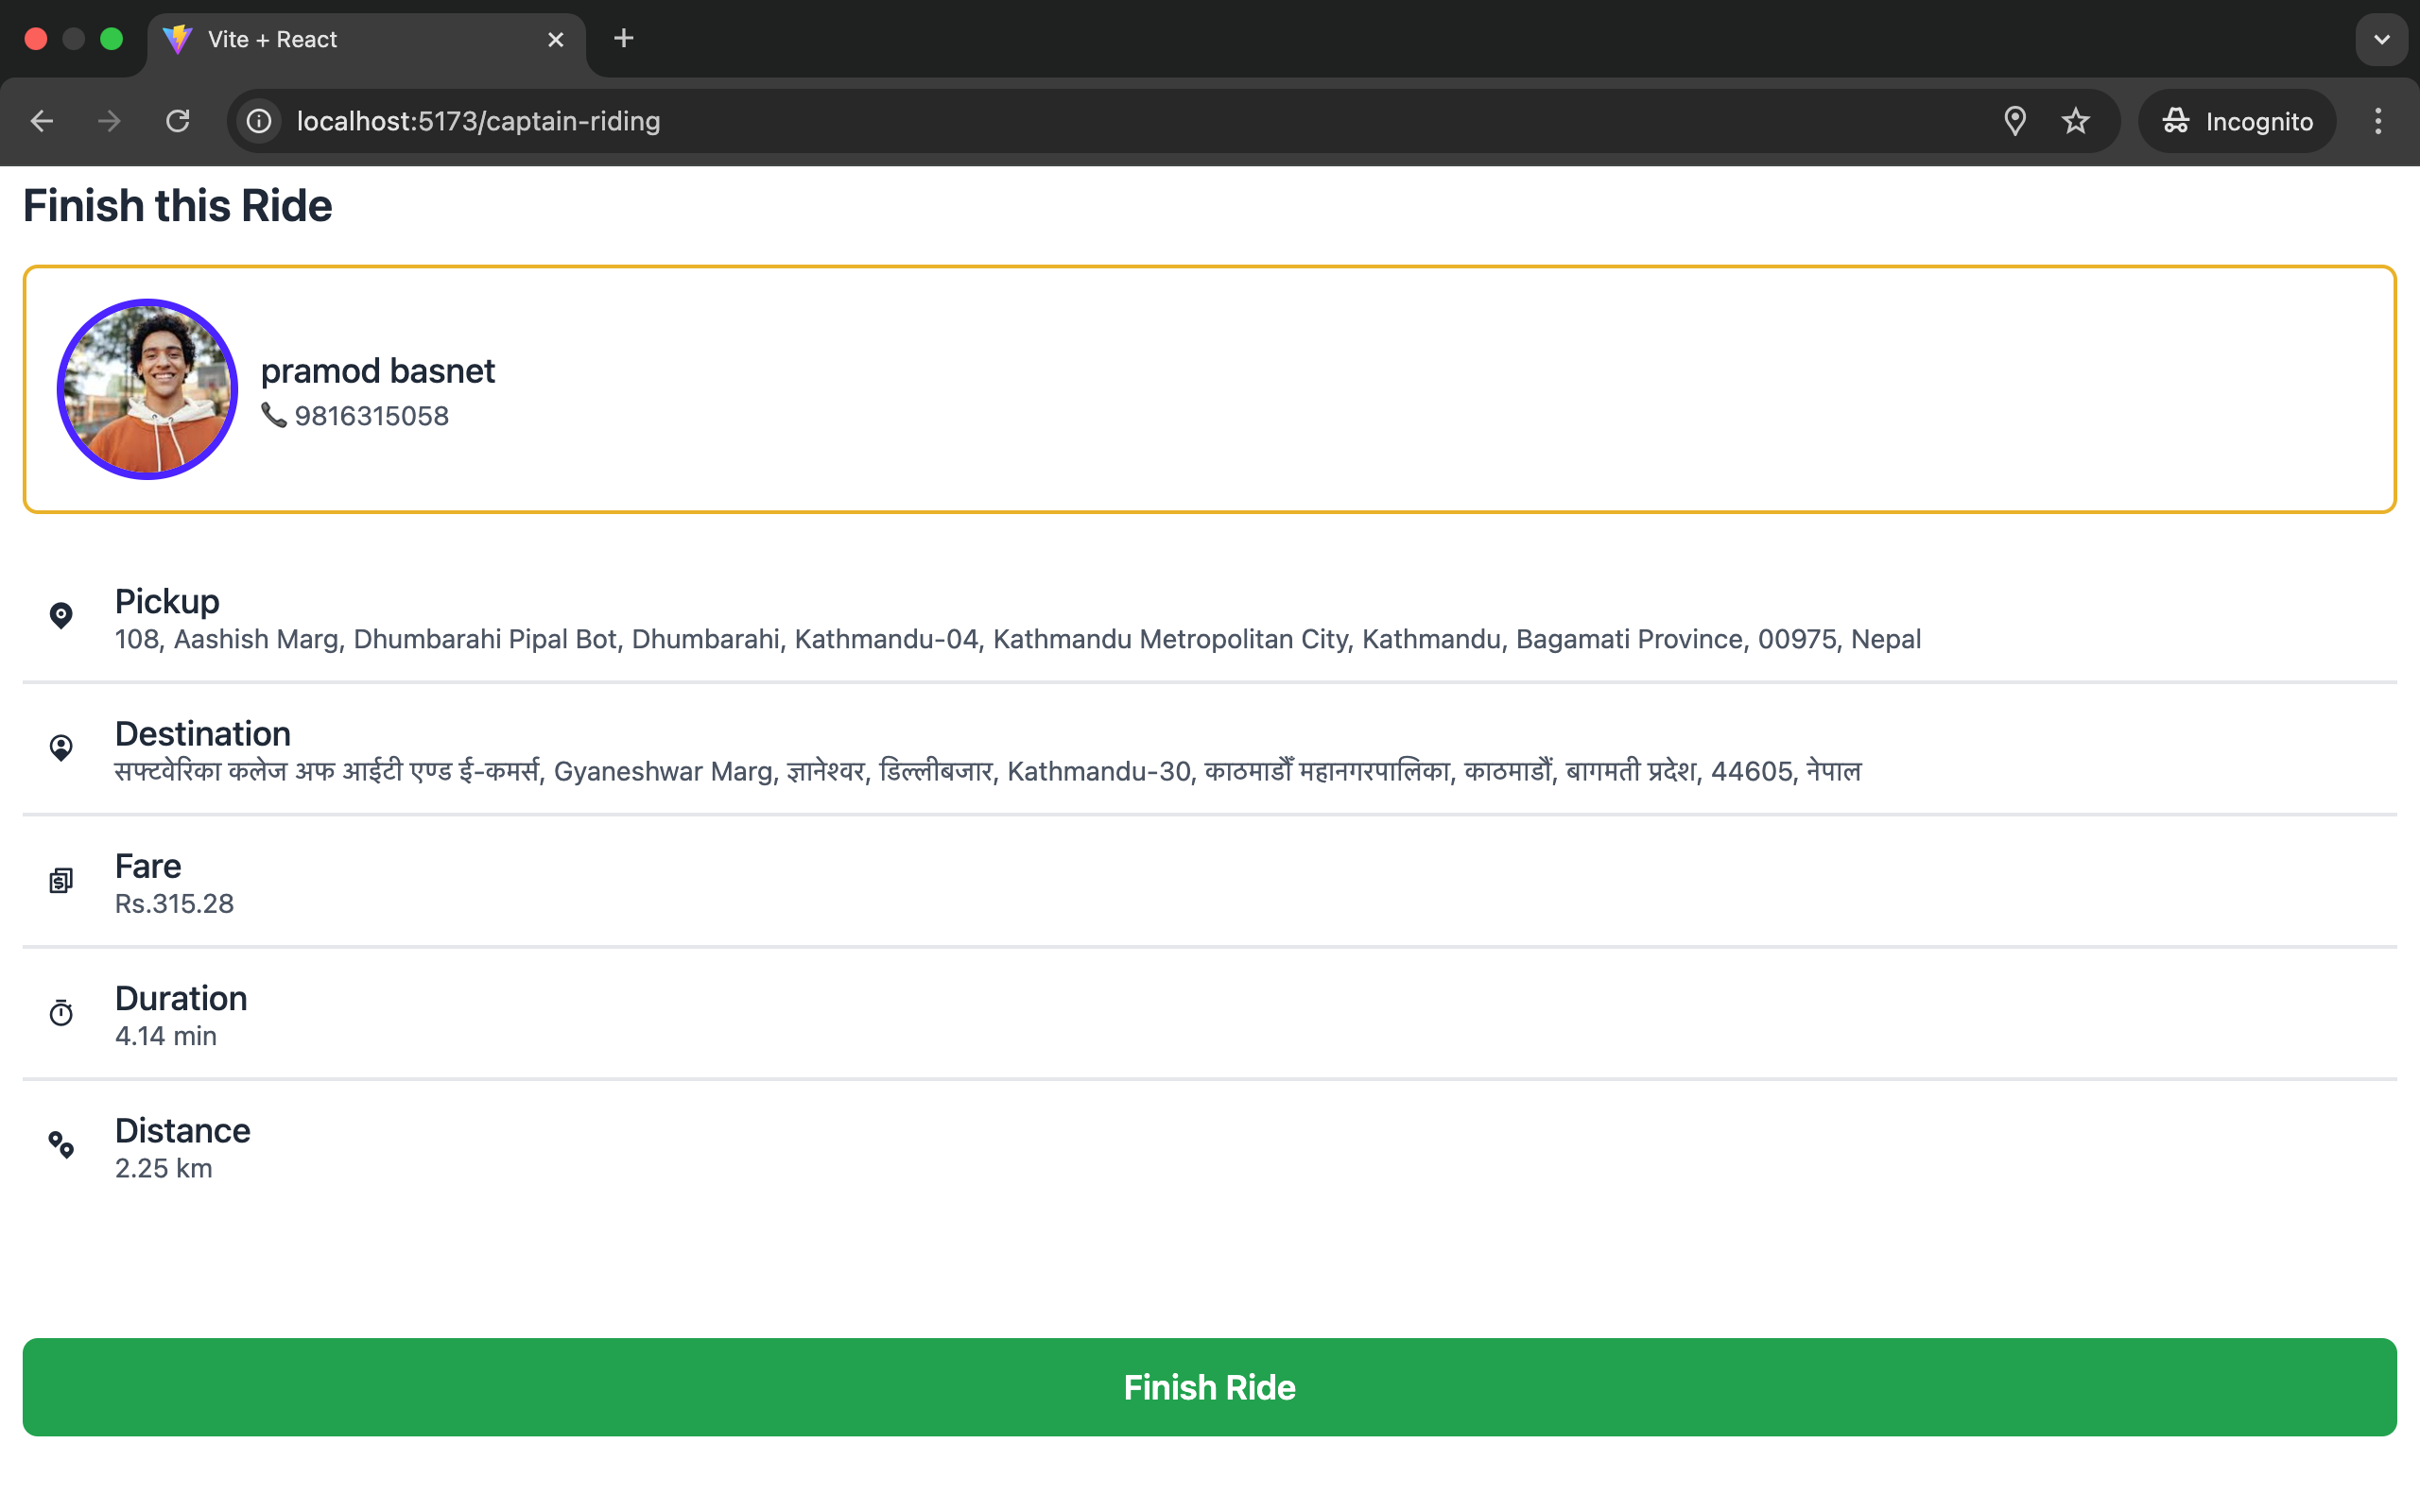 Vite + React
localhost:5173/captain-riding
Incognito
Finish this Ride
pramod basnet
9816315058
Pickup
108, Aashish Marg, Dhumbarahi Pipal Bot, Dhumbarahi, Kathmandu-04, Kathmandu Metropolitan City, Kathmandu, Bagamati Province, 00975, Nepal
Destination
सफ्टवेरिका कलेज अफ आईटी एण्ड ई-कमर्स, Gyaneshwar Marg, ज्ञानेश्वर, डिल्लीबजार, Kathmandu-30, काठमाडौँ महानगरपालिका, काठमाडौं, बागमती प्रदेश, 44605, नेपाल
Fare
Rs.315.28
Duration
4.14 min
Distance
2.25 km
Finish Ride